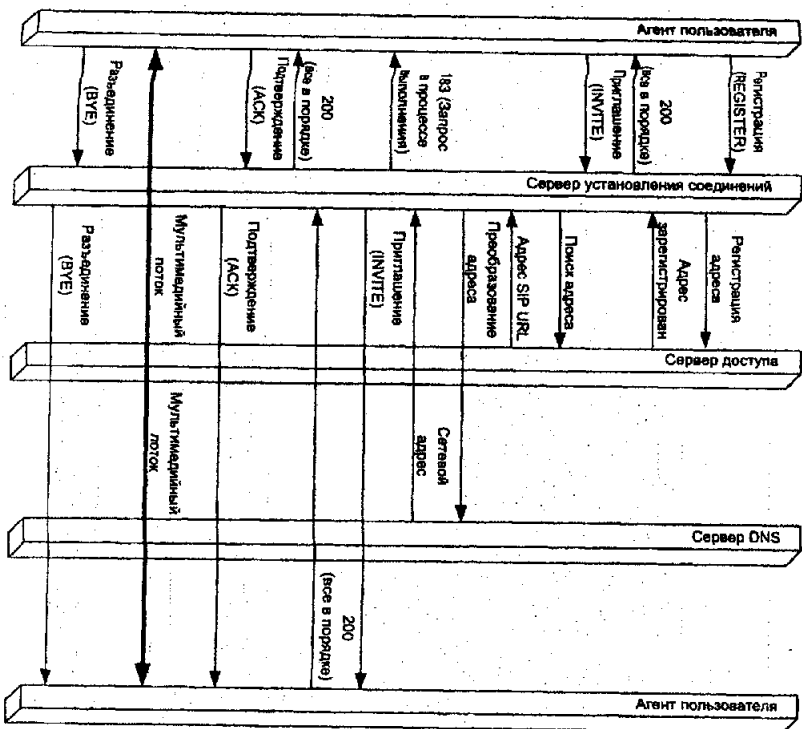 Агент пользователя
Разъединение
(BYE)
Подтверждение
(ACK)
200
(все в порядке)
183 (Запрос
в процессе
выполнения)
Приглашение
(INVITE)
200
(все в порядке)
Регистрация
(REGISTER)
Сервер установления соединений
Разъединение
(BYE)
Мультимедийный
поток
Подтверждение
(ACK)
Приглашение
(INVITE)
Преобразование
адреса
Адрес SIP URL
Поиск адреса
Адрес
зарегистрирован
Регистрация
адреса
Сервер доступа
Мультимедийный
поток
Сетевой
адрес
Сервер DNS
200
(все в порядке)
Агент пользователя